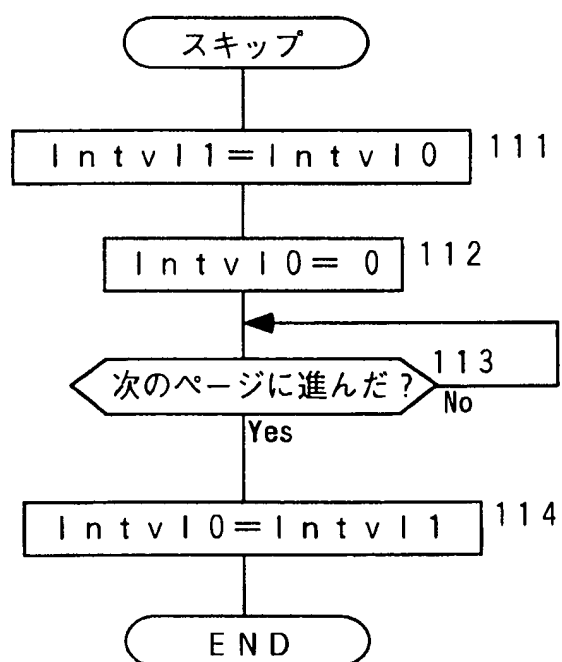 スキップ
Intvl1=Intvl0
111
Intvl0=0
112
113
次のページに進んだ?
No
Yes
Intvl0=Intvl1
114
END